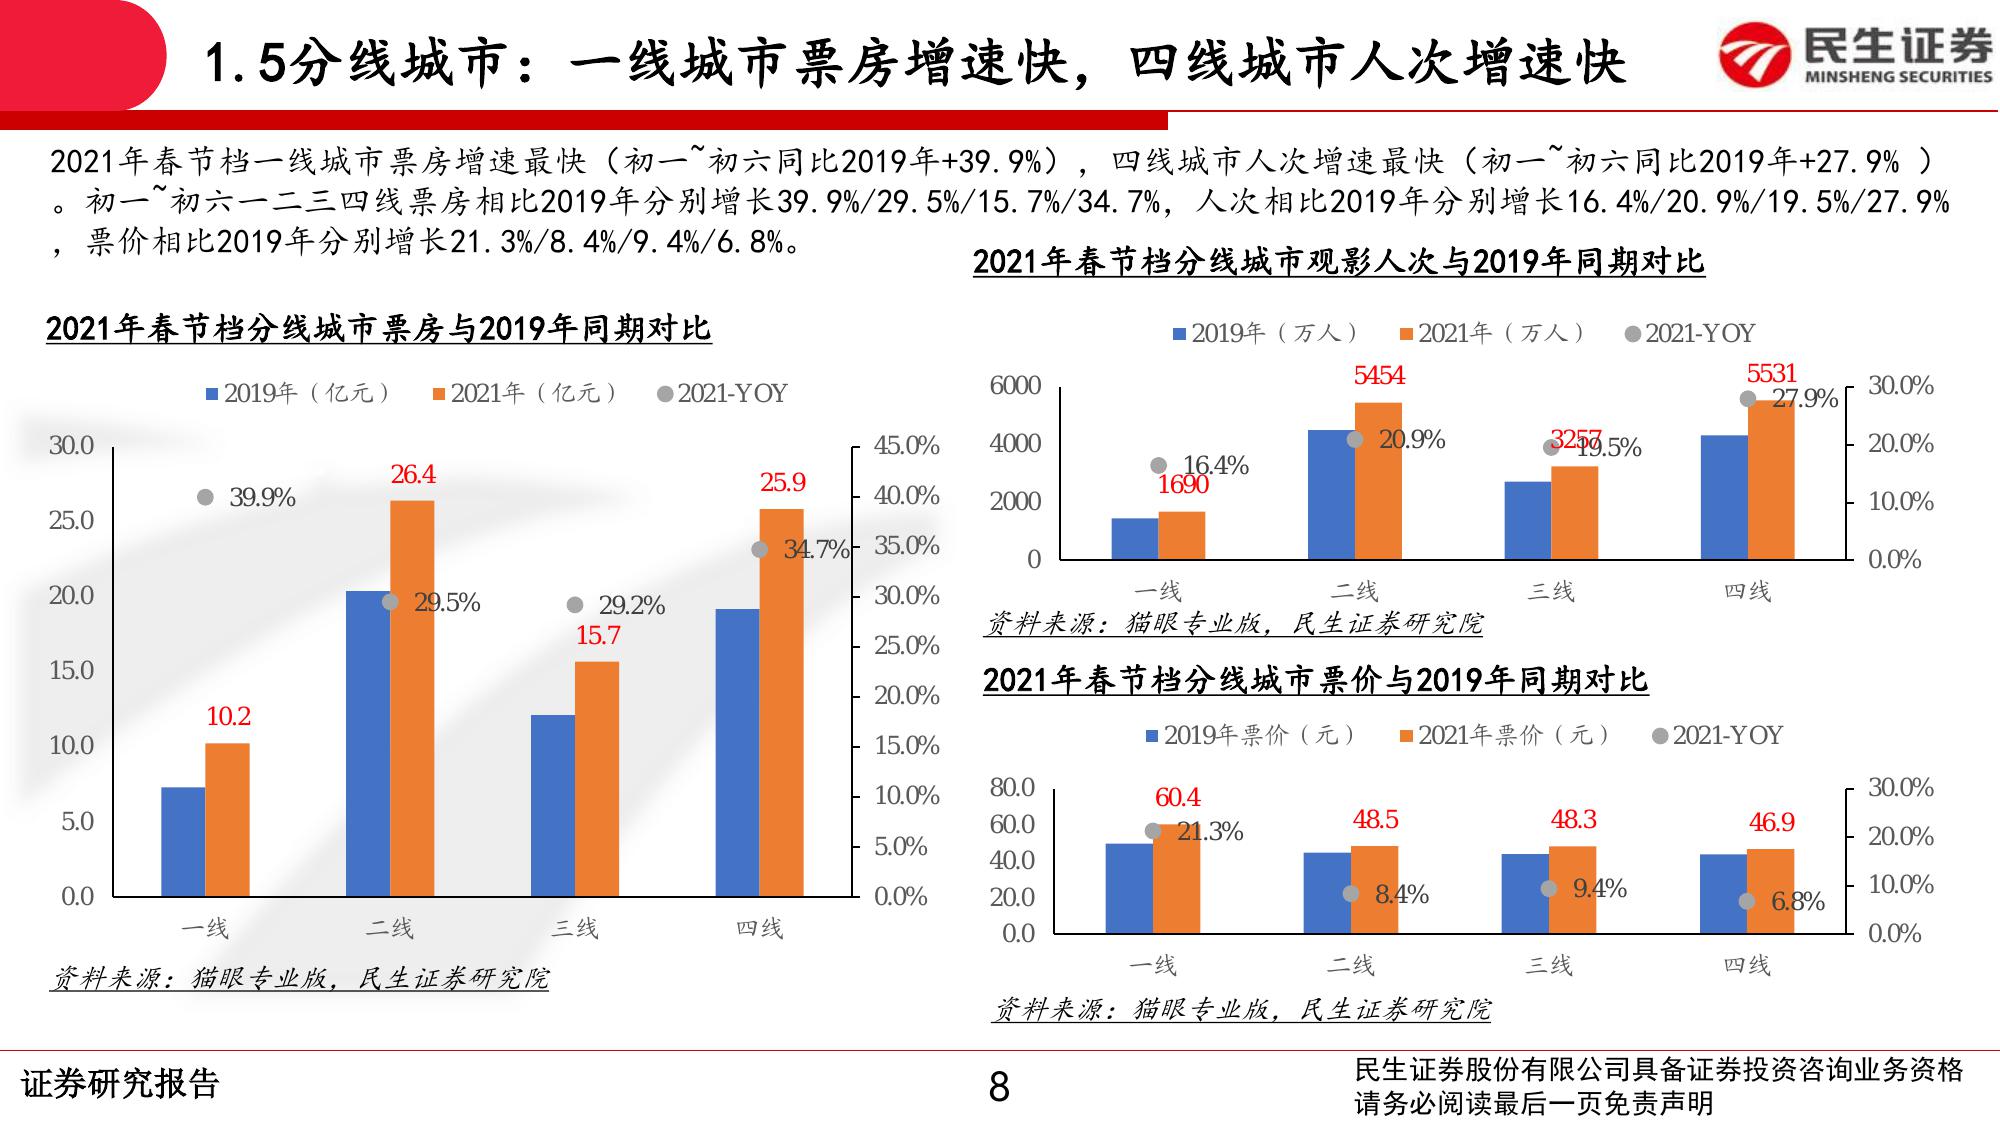 1.5分线城市：一线城市票房增速快，四线城市人次增速快
民生证券
MINSHENG SECURITIES
2021年春节档一线城市票房增速最快（初一~初六同比2019年+39.9%），四线城市人次增速最快（初一~初六同比2019年+27.9% ）
。初一~初六一二三四线票房相比2019年分别增长39.9%/29.5%/15.7%/34.7%，人次相比2019年分别增长16.4%/20.9%/19.5%/27.9%
，票价相比2019年分别增长21.3%/8.4%/9.4%/6.8%。
2021年春节档分线城市票房与2019年同期对比
2019年（亿元） 2021年（亿元） 2021-YOY
30.0
25.0
20.0
15.0
10.0
5.0
0.0
45.0%
40.0%
35.0%
30.0%
25.0%
20.0%
15.0%
10.0%
5.0%
0.0%
10.2
26.4
15.7
25.9
39.9%
29.5%
29.2%
34.7%
一线 二线 三线 四线
资料来源：猫眼专业版，民生证券研究院
2021年春节档分线城市观影人次与2019年同期对比
2019年（万人） 2021年（万人） 2021-YOY
6000
4000
2000
0
30.0%
20.0%
10.0%
0.0%
1690
5454
3257
5531
16.4%
20.9%
19.5%
27.9%
一线 二线 三线 四线
资料来源：猫眼专业版，民生证券研究院
2021年春节档分线城市票价与2019年同期对比
2019年票价（元） 2021年票价（元） 2021-YOY
80.0
60.0
40.0
20.0
0.0
30.0%
20.0%
10.0%
0.0%
60.4
48.5
48.3
46.9
21.3%
8.4%
9.4%
6.8%
一线 二线 三线 四线
资料来源：猫眼专业版，民生证券研究院
证券研究报告
8
民生证券股份有限公司具备证券投资咨询业务资格
请务必阅读最后一页免责声明